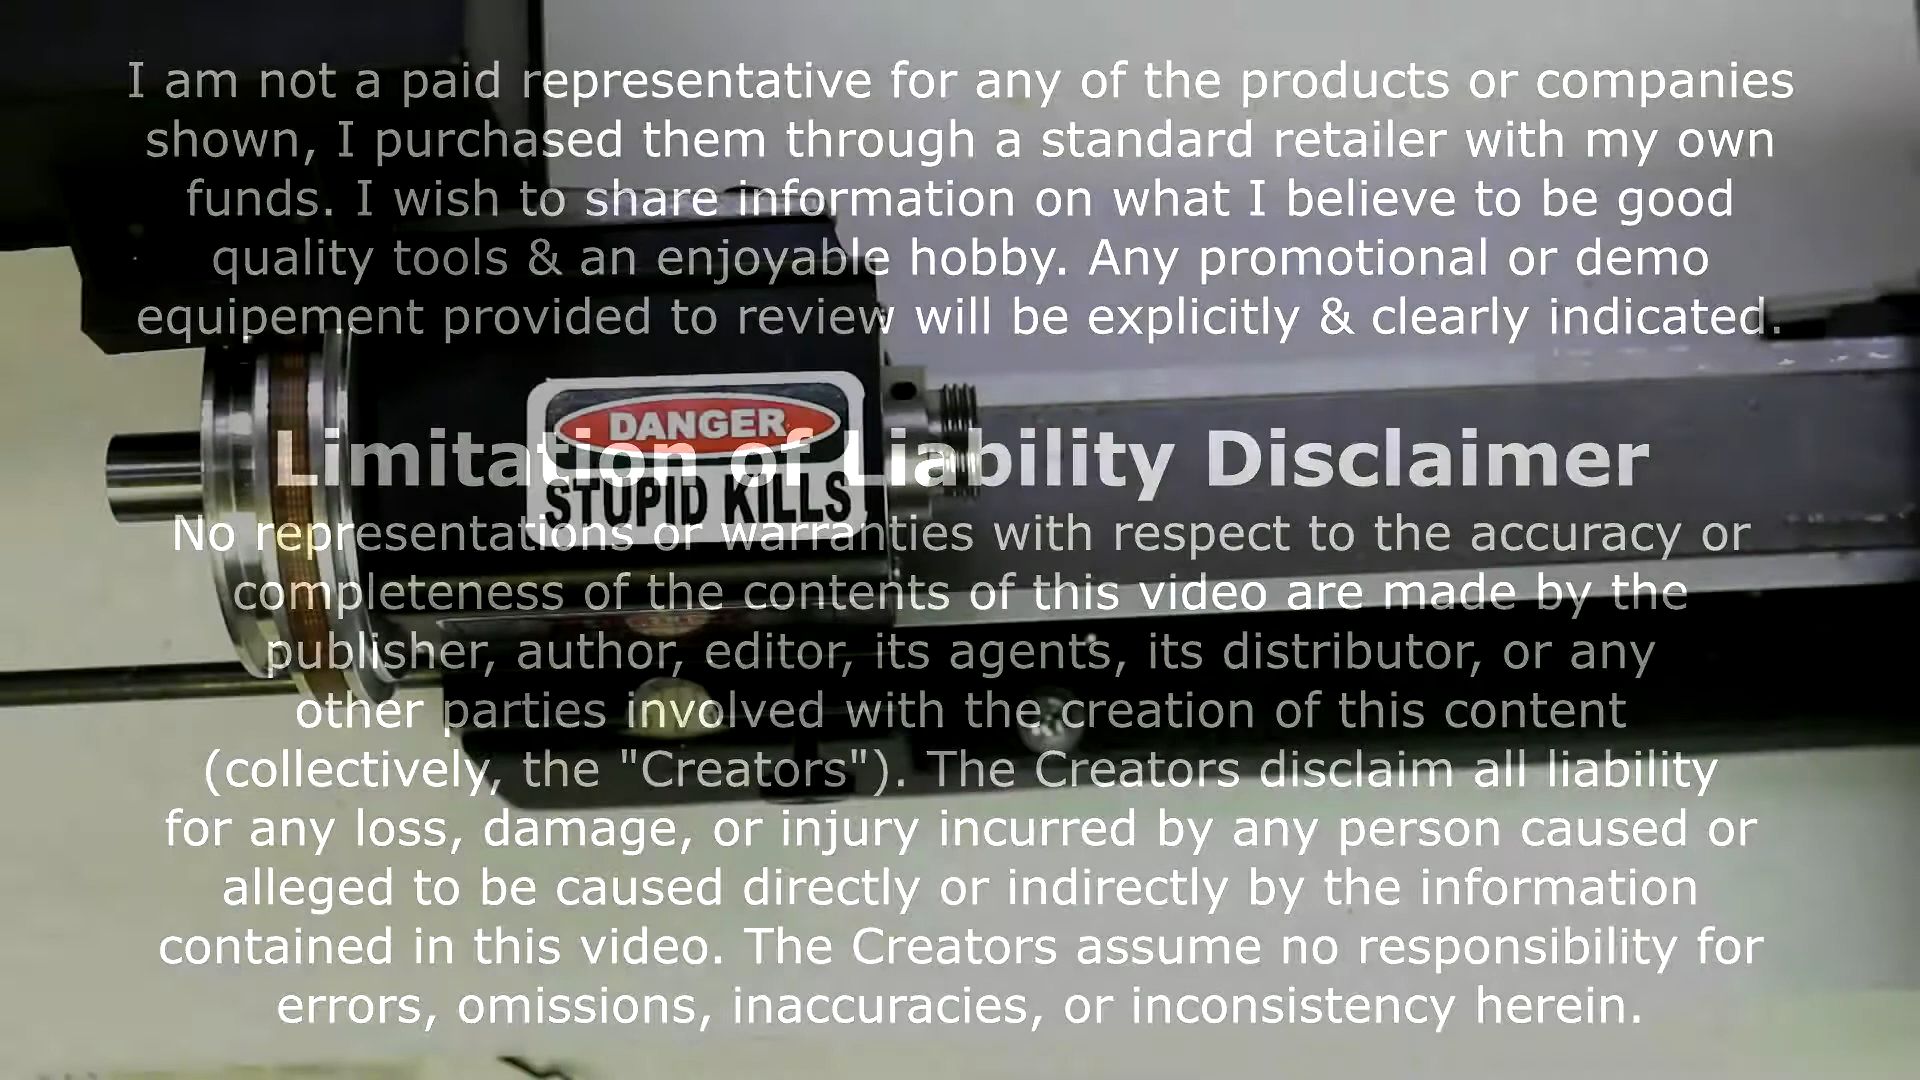 I am not a paid representative for any of the products or companies
shown, I purchased them through a standard retailer with my own
funds. I wish to share information on what I believe to be good
quality tools & an enjoyable hobby. Any promotional or demo
equipement provided to review will be explicitly & clearly indicated.
DANGER
Limitation of Liability Disclaimer
STUPID KILLS
No representations or warranties with respect to the accuracy or
completeness of the contents of this video are made by the
publisher, author, editor, its agents, its distributor, or any
other parties involved with the creation of this content
(collectively, the "Creators"). The Creators disclaim all liability
for any loss, damage, or injury incurred by any person caused or
alleged to be caused directly or indirectly by the information
contained in this video. The Creators assume no responsibility for
errors, omissions, inaccuracies, or inconsistency herein.